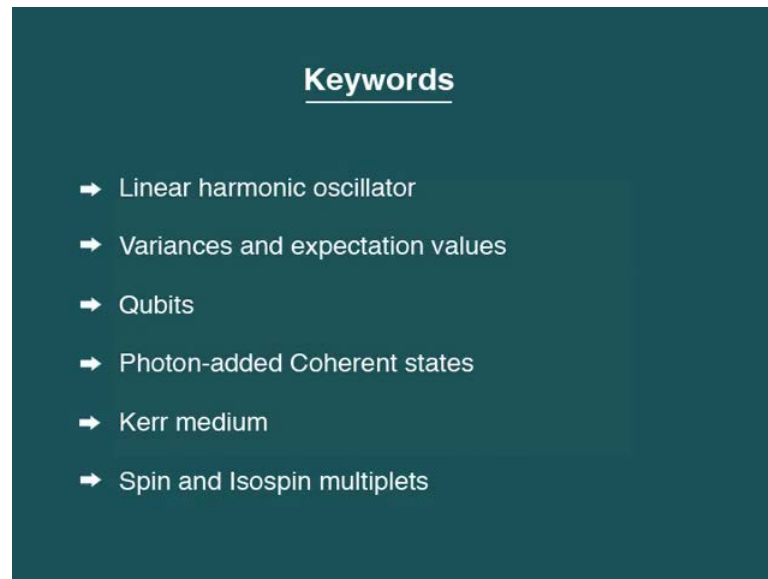 Keywords
Linear harmonic oscillator
Variances and expectation values
Qubits
Photon-added Coherent states
Kerr medium
Spin and Isospin multiplets